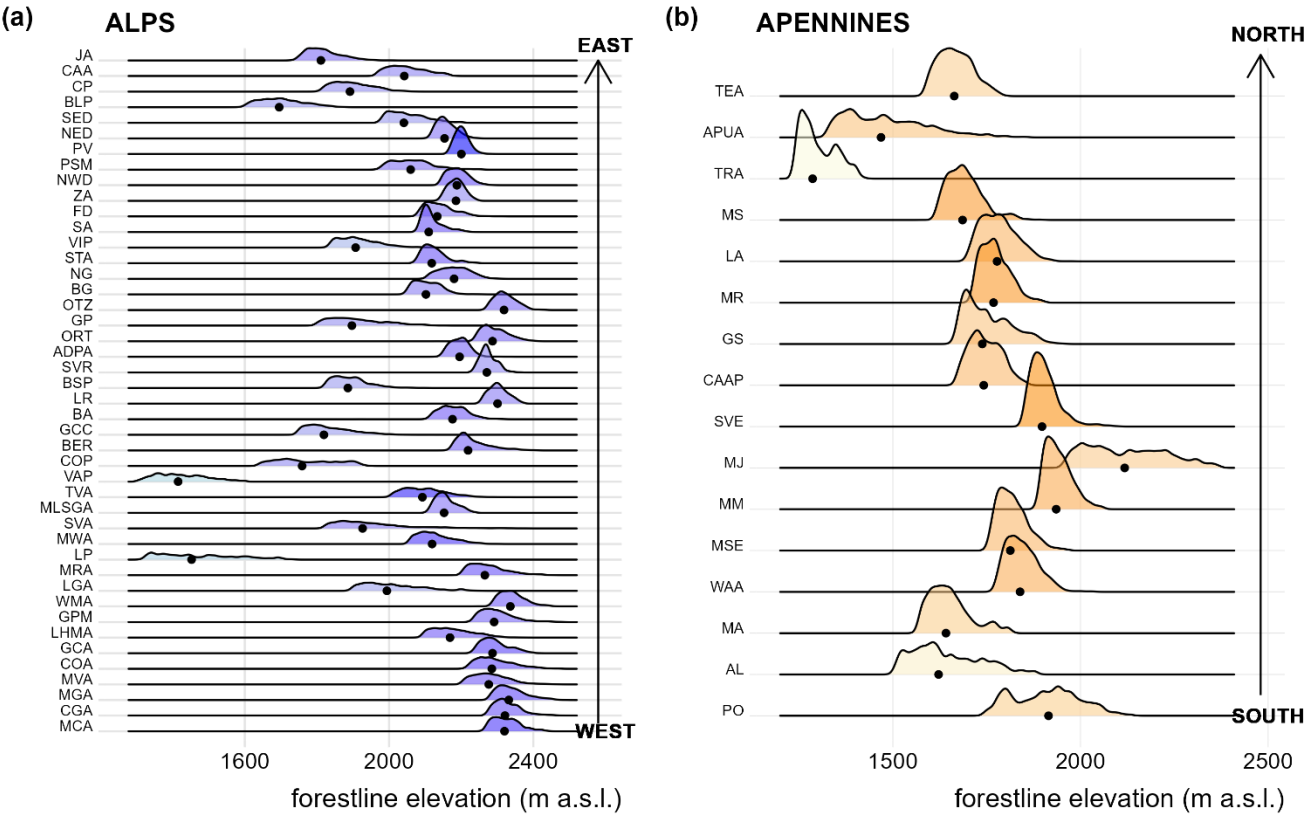 (a) ALPS
EAST
JA
CAA
CP
BLP
SED
NED
PV
PSM
NWD
ZA
FD
SA
VIP
STA
NG
BG
OTZ
GP
ORT
ADPA
SVR
BSP
LR
BA
GCC
BER
COP
VAP
TVA
MLSGA
SVA
MWA
LP
MRA
LGA
WMA
GPM
LHMA
GCA
COA
MVA
MGA
CGA
MCA
WEST
1600 2000 2400
forestline elevation (m a.s.l.)
(b) APENNINES
NORTH
TEA
APUA
TRA
MS
LA
MR
GS
CAAP
SVE
MJ
MM
MSE
WAA
MA
AL
PO
SOUTH
1500 2000 2500
forestline elevation (m a.s.l.)